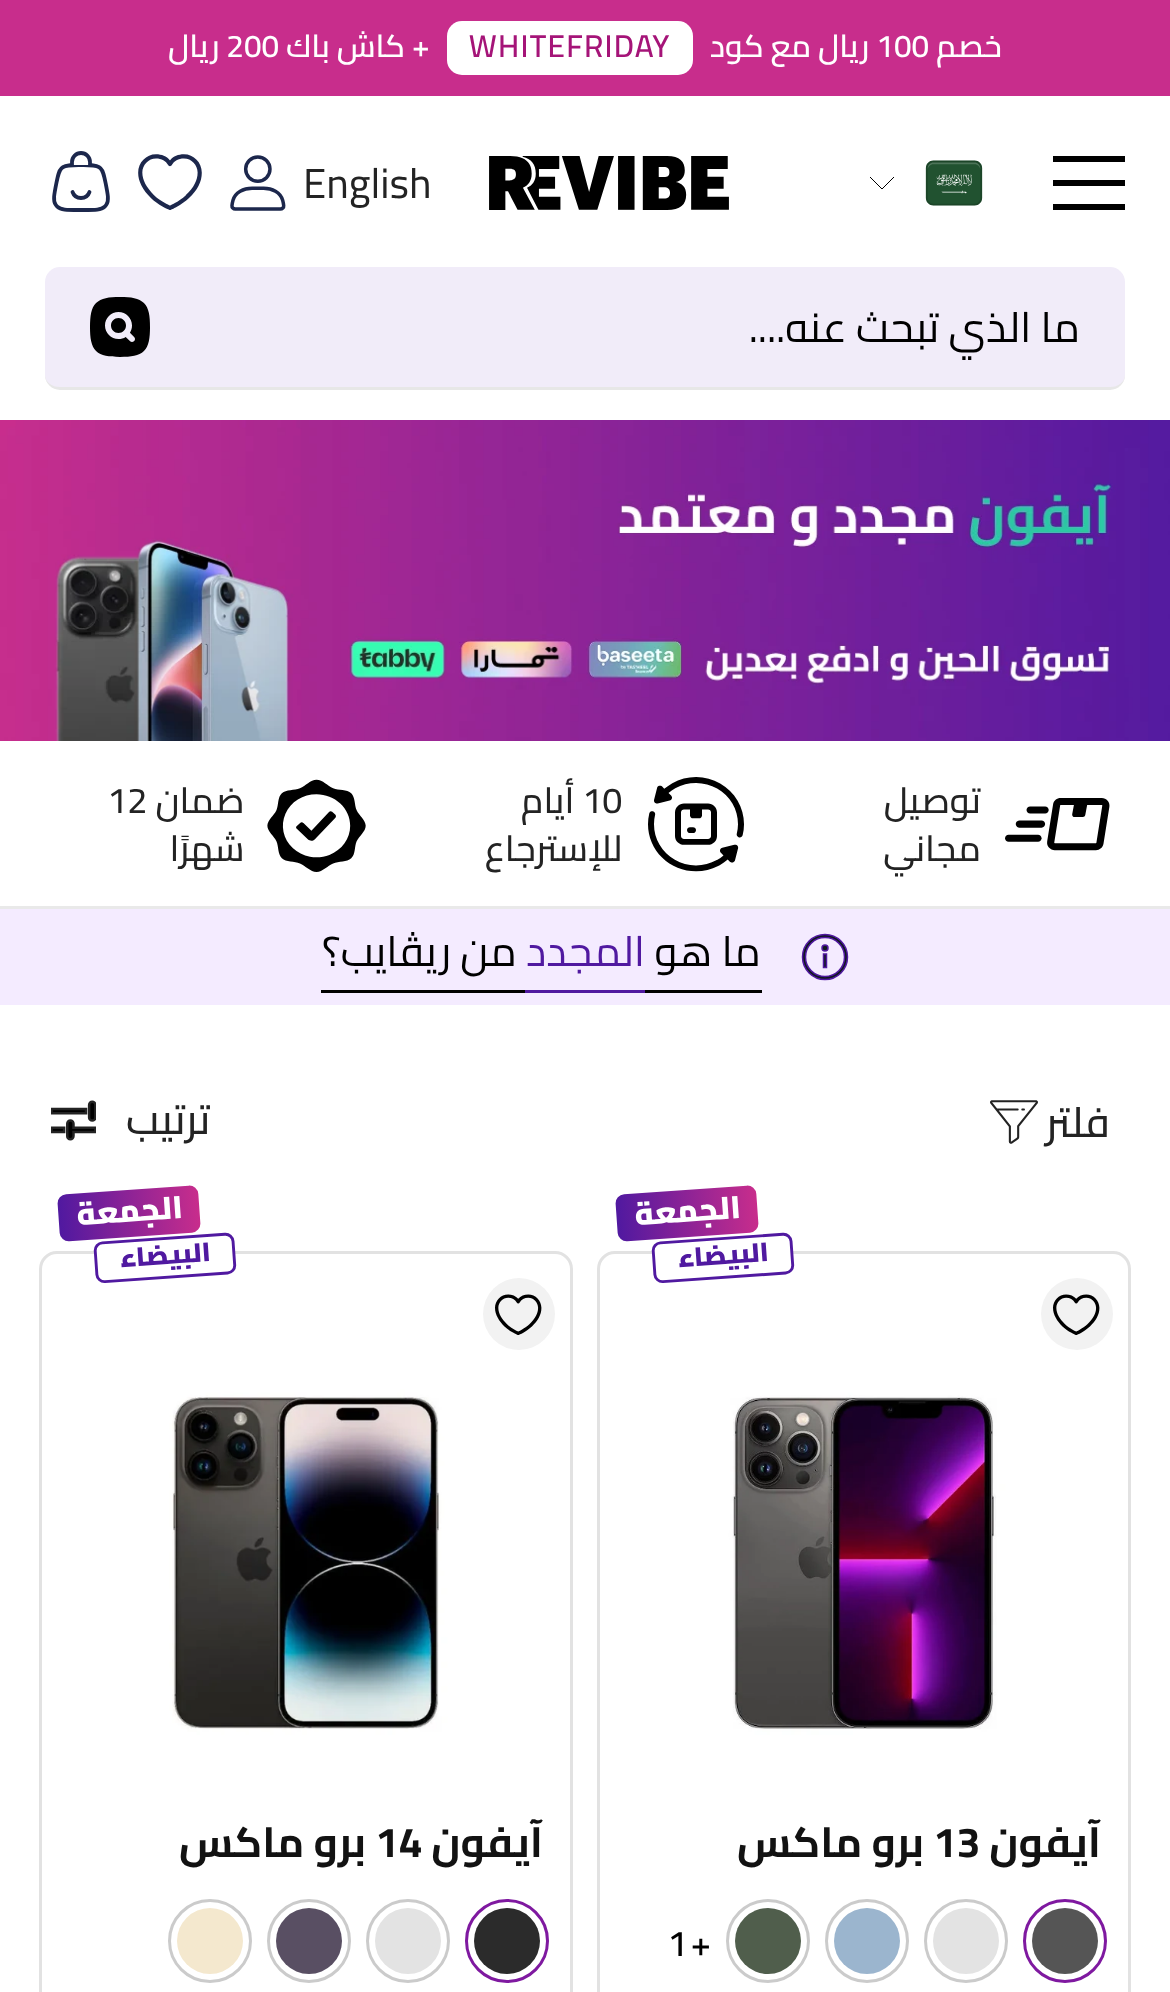 خصم 100 ريال مع كود WHITEFRIDAY + كاش باك 200 ريال
REVIBE
English
ما الذي تبحث عنه....
آيفون مجدد و معتمد
تسوق الحين و ادفع بعدين baseeta تمارا tabby
توصيل
مجاني
10 أيام
للإسترجاع
ضمان 12
شهرًا
ما هو المجدد من ريڤايب؟
فلتر
ترتيب
الجمعة
البيضاء
آيفون 13 برو ماكس
+1
الجمعة
البيضاء
آيفون 14 برو ماكس